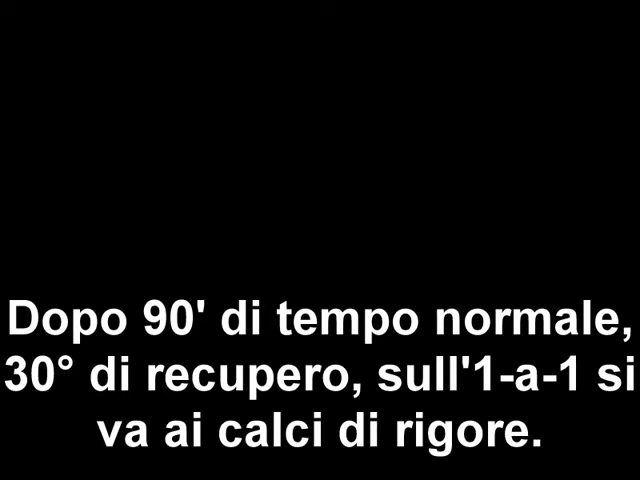 Dopo 90' di tempo normale,
30° di recupero, sull'1-a-1 si
va ai calci di rigore.